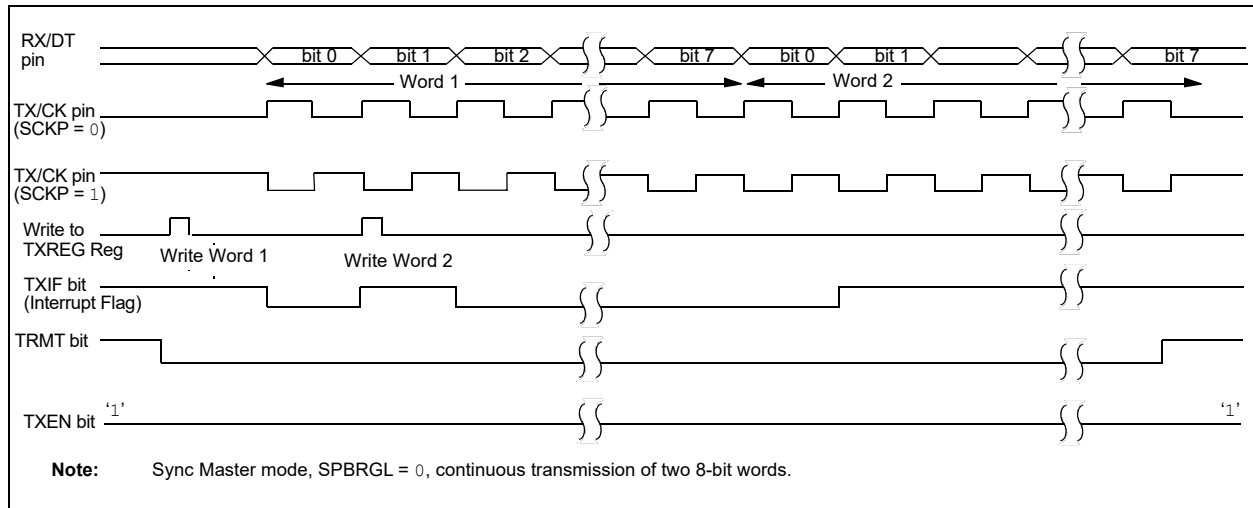 RX/DT
pin
bit 0 bit 1 bit 2 bit 7 bit 0 bit 1 bit 7
Word 1 Word 2
TX/CK pin
(SCKP = 0)
TX/CK pin
(SCKP = 1)
Write to
TXREG Reg
Write Word 1 Write Word 2
TXIF bit
(Interrupt Flag)
TRMT bit
TXEN bit ‘1’ ‘1’
Note: Sync Master mode, SPBRGL = 0, continuous transmission of two 8-bit words.